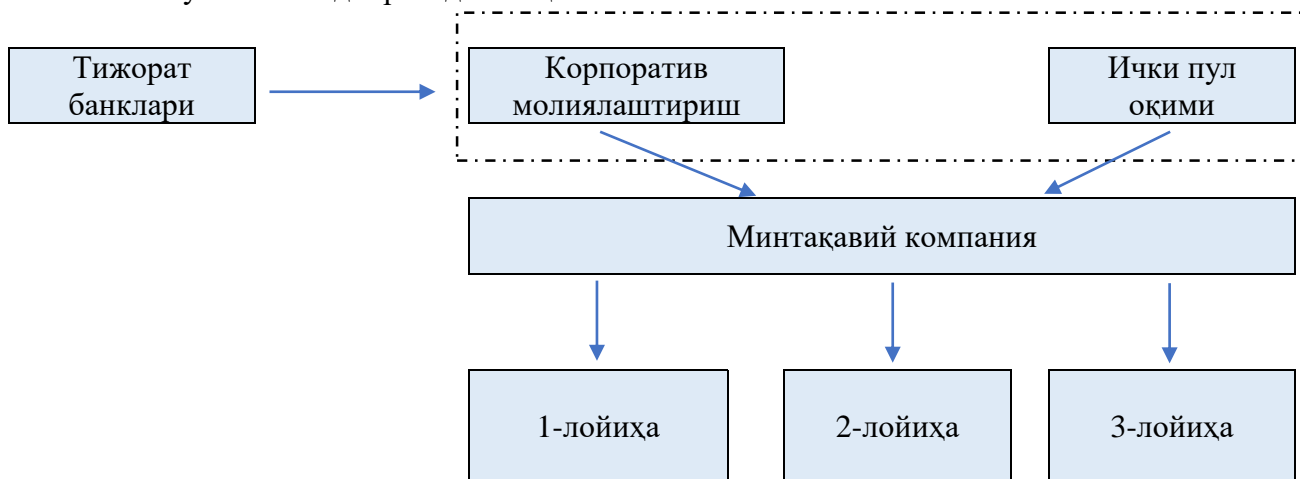 Тижорат
банклари
Корпоратив
молиялаштириш
Ички пул
оқими
Минтақавий компания
1-лойиҳа
2-лойиҳа
3-лойиҳа